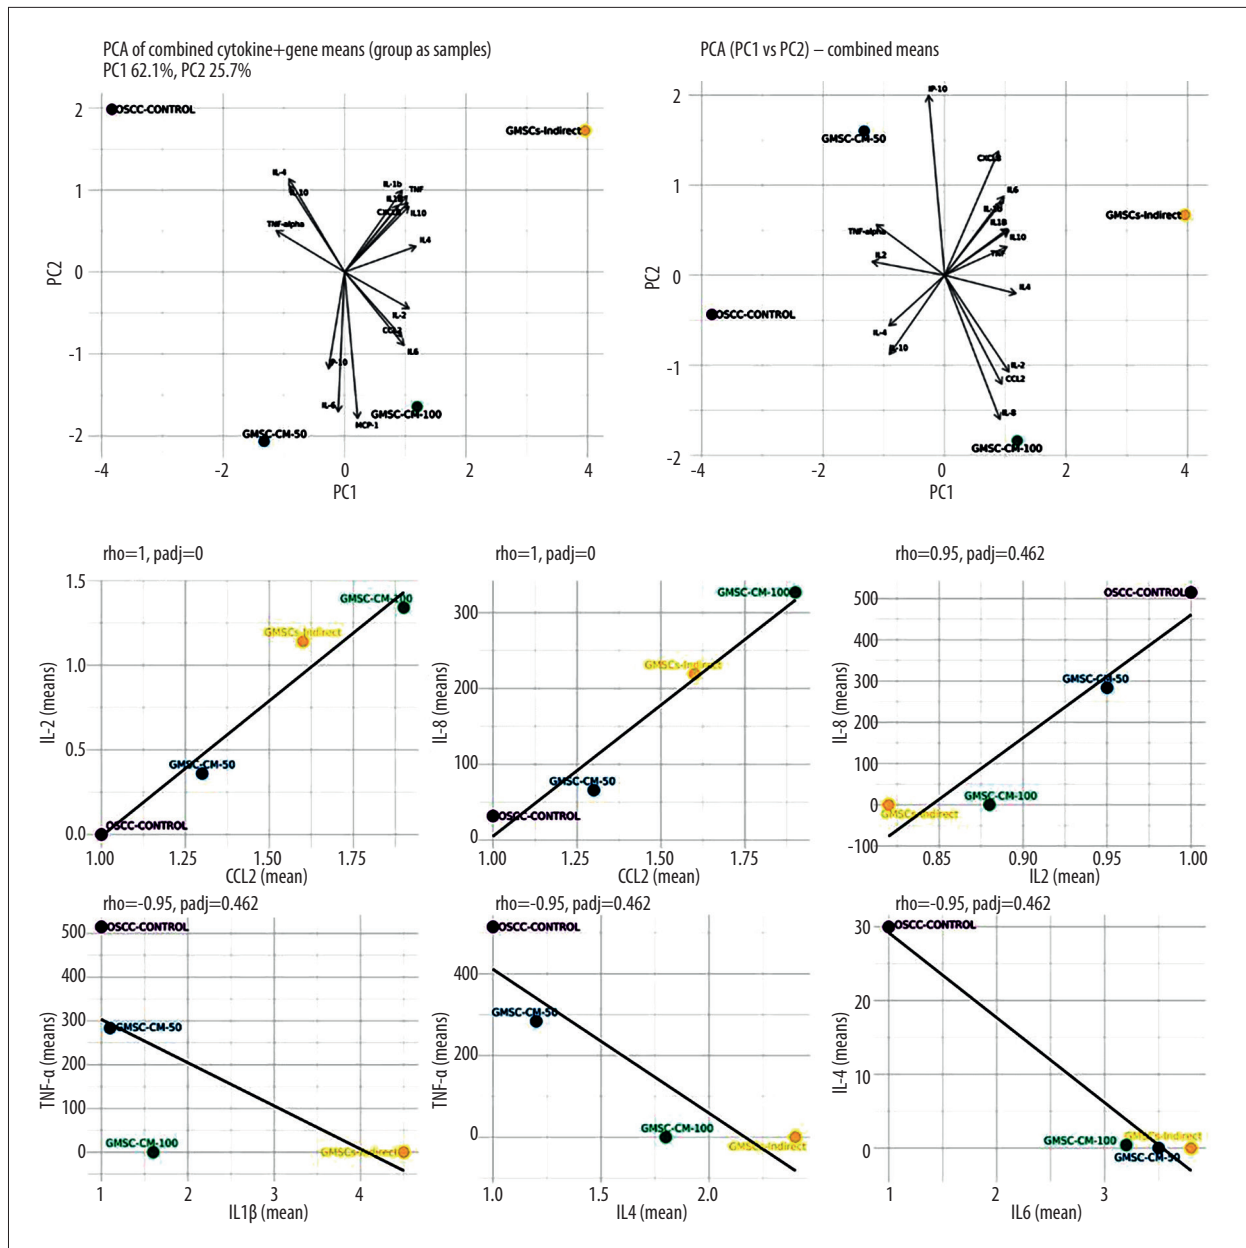 PCA of combined cytokine+gene means (group as samples)
PC1 62.1%, PC2 25.7%
2
1
0
-1
-2
PC2
OSCC-CONTROL
GMSCs-Indirect
IL-4
IL-10
TNF-alpha
IL-1b
TNF
IL10
IL4
IL-2
CCL2
IL6
IP-10
IL-6
MCP-1
GMSC-CM-100
GMSC-CM-50
-4
-2
0
2
4
PC1
PCA (PC1 vs PC2) – combined means
2
1
0
-1
-2
PC2
IP-10
GMSC-CM-50
CXCL8
IL6
IL1B
IL10
TNF
GMSCs-Indirect
TNF-alpha
IL2
IL4
OSCC-CONTROL
IL-4
IL-10
IL-2
CCL2
IL-8
GMSC-CM-100
-4
-2
0
2
4
PC1
rho=1, padj=0
1.5
1.0
0.5
0.0
IL-2 (means)
GMSC-CM-100
GMSCs-Indirect
GMSC-CM-50
OSCC-CONTROL
1.00
1.25
1.50
1.75
CCL2 (mean)
rho=1, padj=0
300
200
100
0
IL-8 (means)
GMSC-CM-100
GMSCs-Indirect
GMSC-CM-50
OSCC-CONTROL
1.00
1.25
1.50
1.75
CCL2 (mean)
rho=0.95, padj=0.462
500
400
300
200
100
0
-100
IL-8 (means)
OSCC-CONTROL
GMSC-CM-50
GMSC-CM-100
GMSCs-Indirect
0.85
0.90
0.95
1.00
IL2 (mean)
rho=-0.95, padj=0.462
500
400
300
200
100
0
TNF-α (means)
OSCC-CONTROL
GMSC-CM-50
GMSC-CM-100
GMSCs-Indirect
1
2
3
4
IL1β (mean)
rho=-0.95, padj=0.462
400
200
0
TNF-α (means)
OSCC-CONTROL
GMSC-CM-50
GMSC-CM-100
GMSCs-Indirect
1.0
1.5
2.0
IL4 (mean)
rho=-0.95, padj=0.462
30
20
10
0
IL-4 (means)
OSCC-CONTROL
GMSC-CM-100
GMSCs-Indirect
GMSC-CM-50
1
2
3
IL6 (mean)